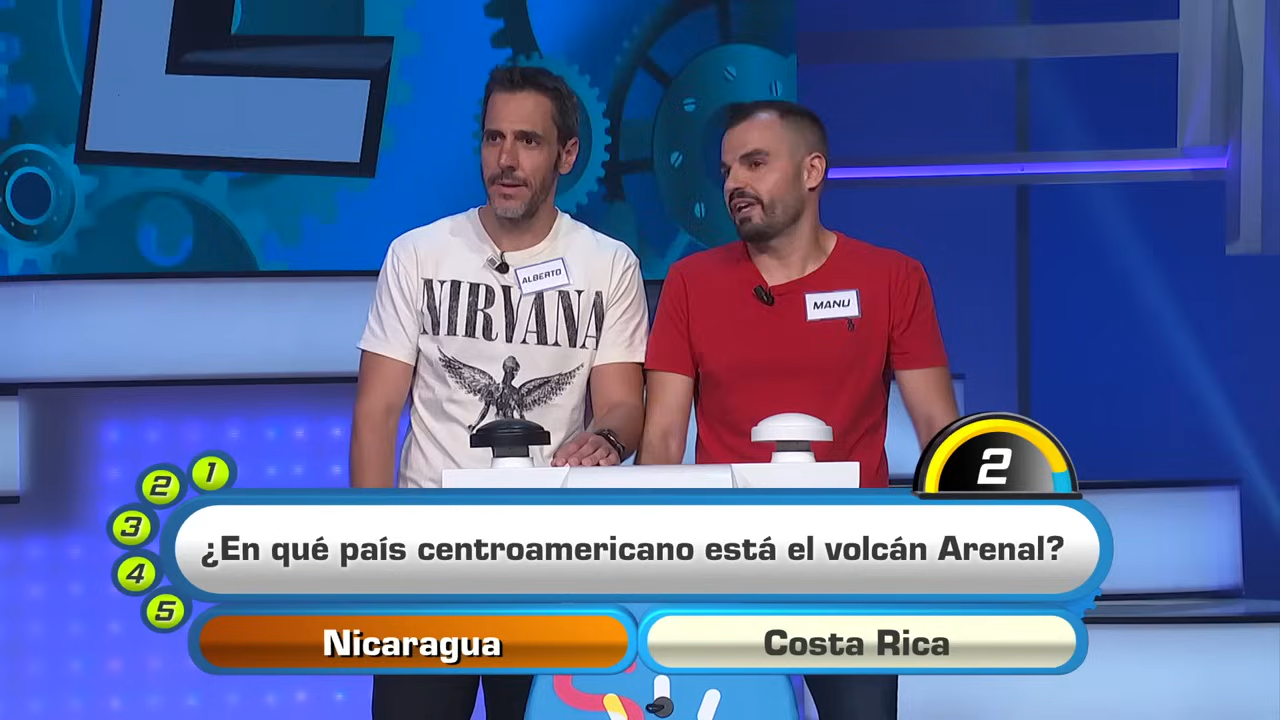 ALBERTO
NIRVANA
MANU
2
1
2
3
4
5
¿En qué país centroamericano está el volcán Arenal?
Nicaragua
Costa Rica